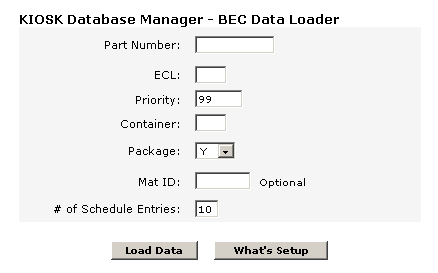 KIOSK Database Manager - BEC Data Loader
Part Number:
ECL:
Priority: 99
Container:
Package: Y
Mat ID: Optional
# of Schedule Entries: 10
Load Data What's Setup